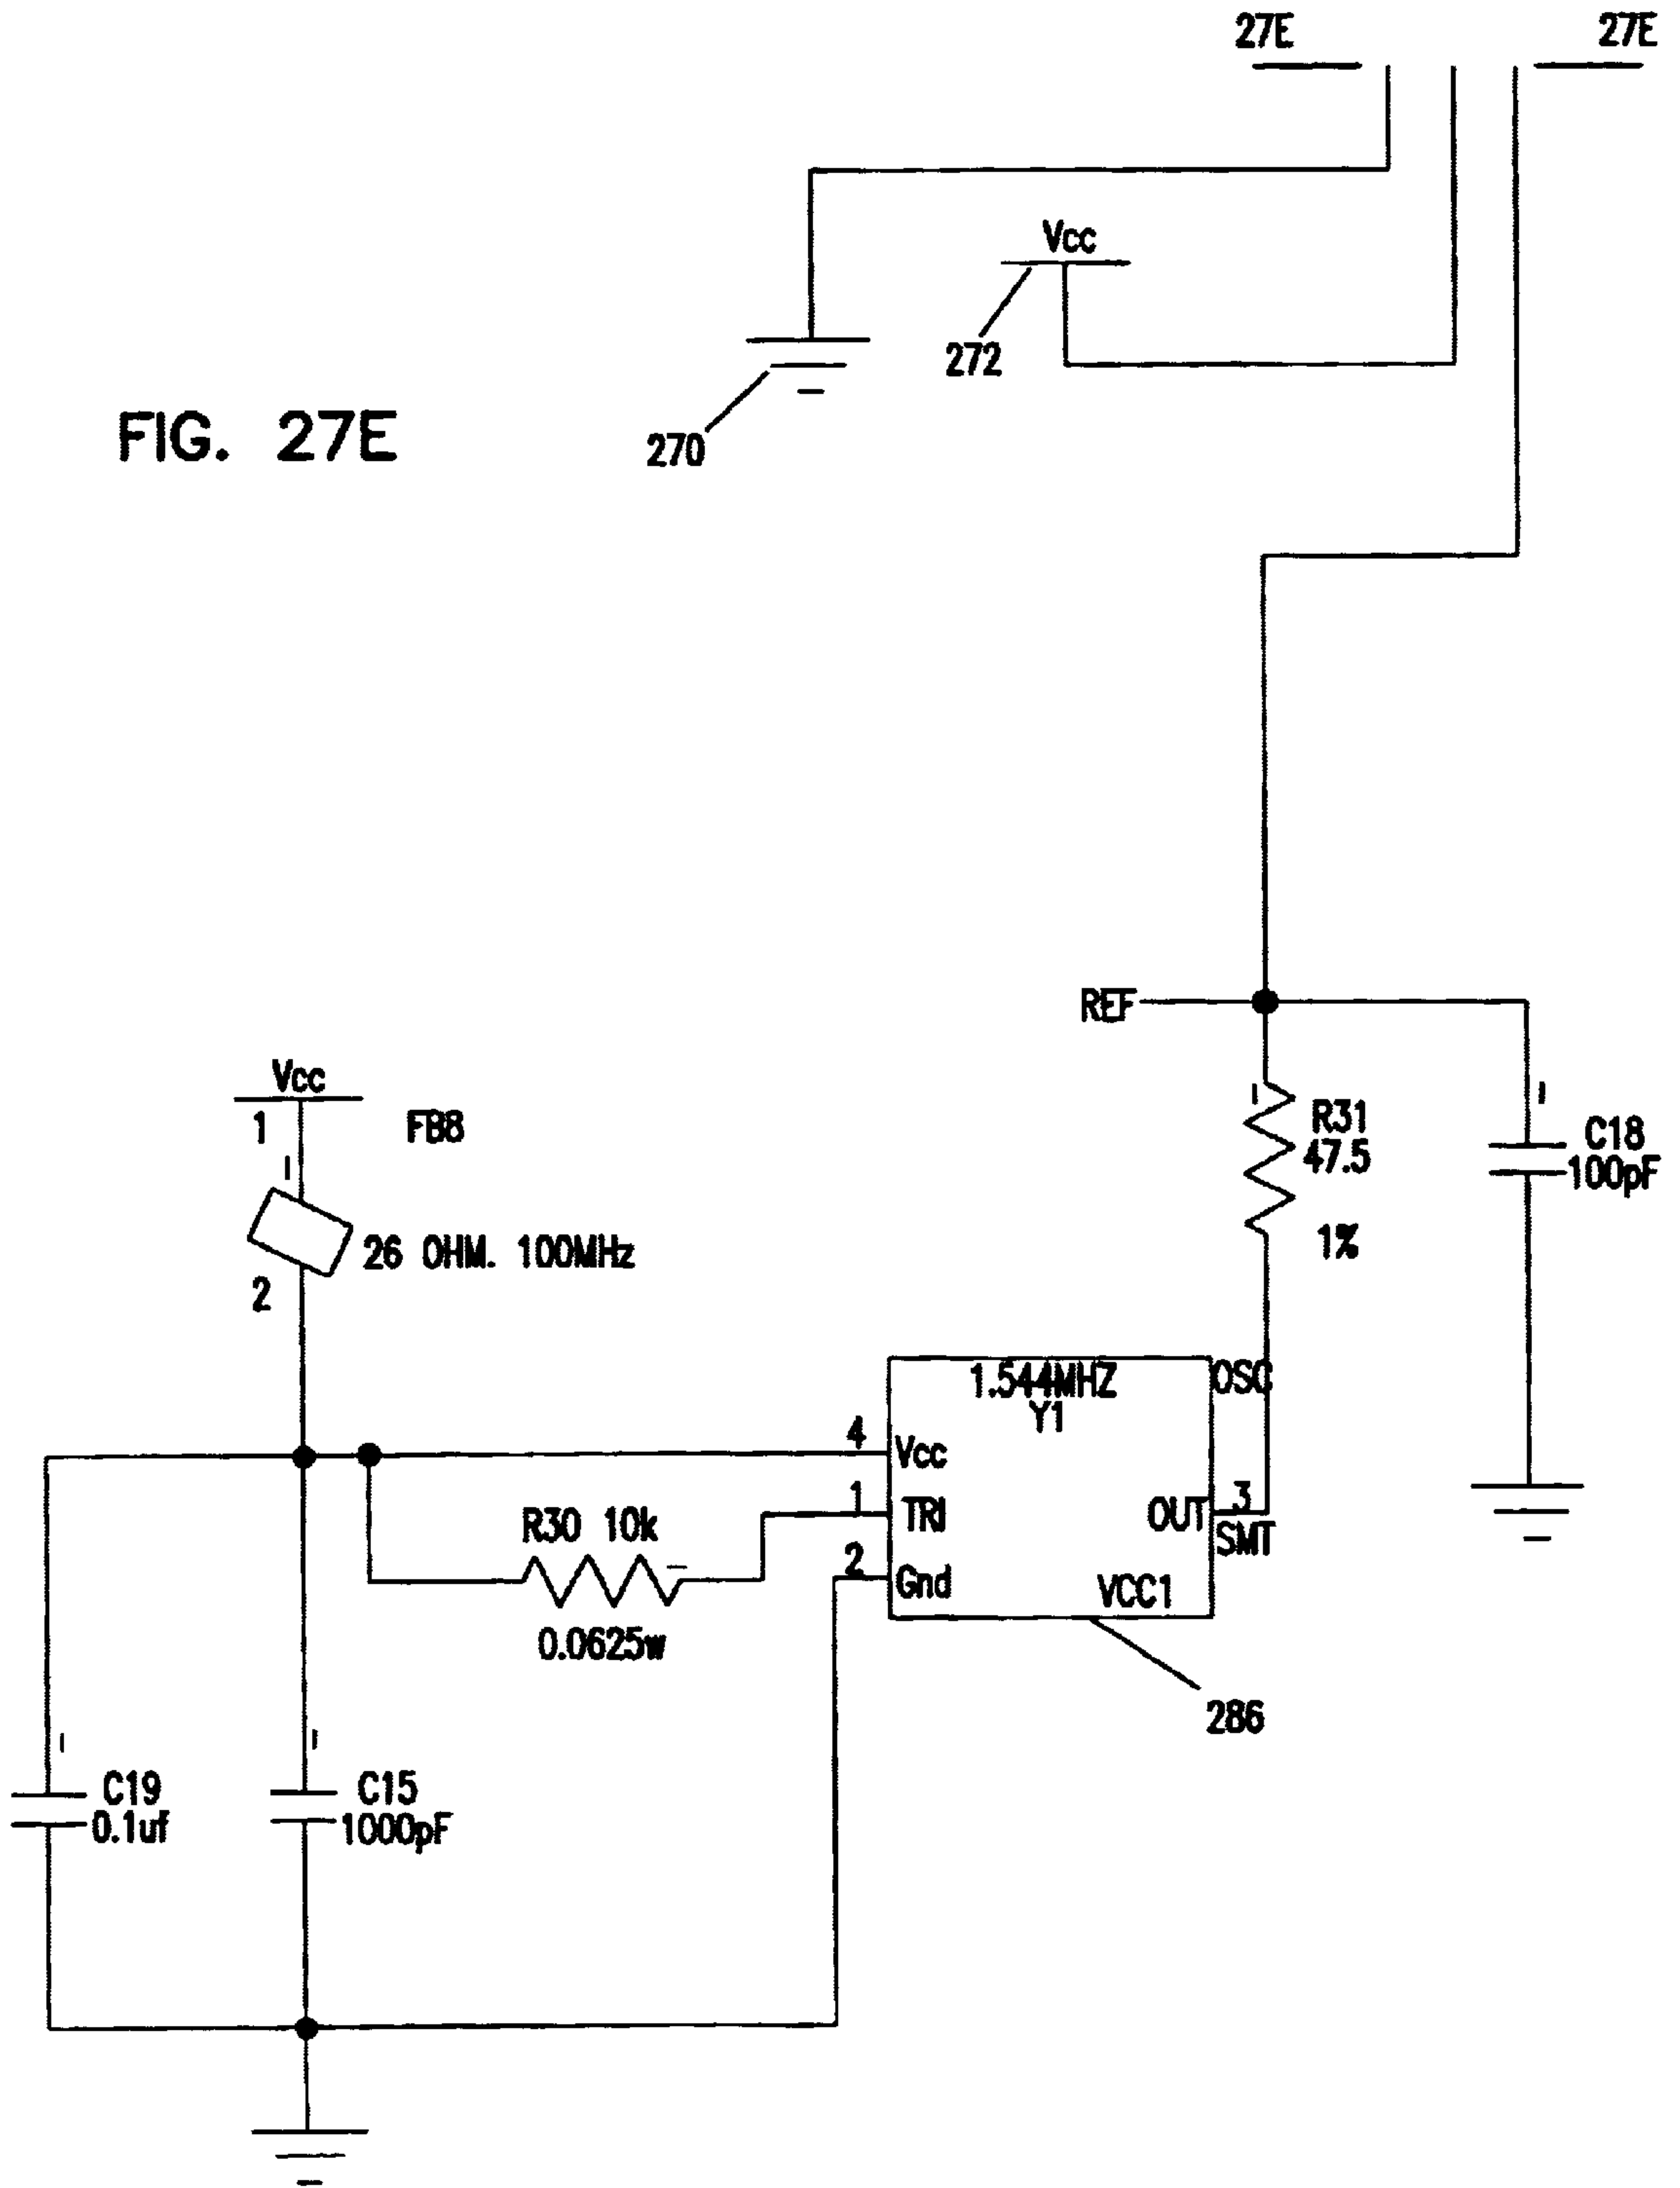 27E 27E
Vcc
272
270
FIG. 27E
REF
Vcc
1 FB8
R31
47.5
1%
C18
100pF
26 OHM. 100MHz
2
1.544MHZ OSC
Y1
4 Vcc
1 TRI
OUT 3
SMT
R30 10k
2 Gnd
VCC1
0.0625w
286
C19
0.1uf
C15
1000pF